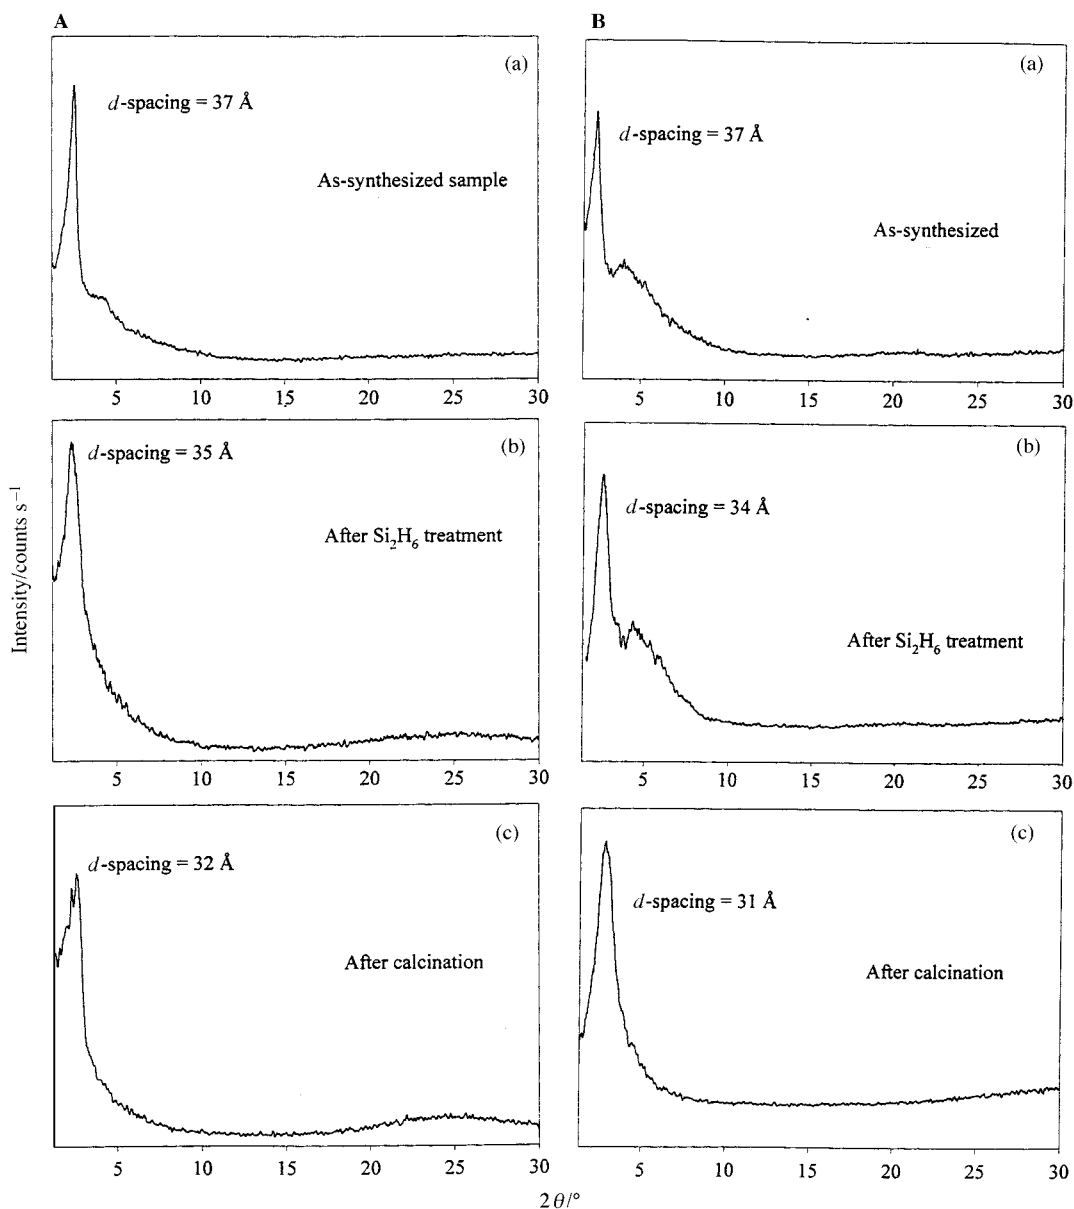 A
B
(a)
d-spacing = 37 Å
As-synthesized sample
5 10 15 20 25 30
(a)
d-spacing = 37 Å
As-synthesized
5 10 15 20 25 30
(b)
d-spacing = 35 Å
After Si₂H₆ treatment
5 10 15 20 25 30
(b)
d-spacing = 34 Å
After Si₂H₆ treatment
5 10 15 20 25 30
Intensity/counts s⁻¹
(c)
d-spacing = 32 Å
After calcination
5 10 15 20 25 30
(c)
d-spacing = 31 Å
After calcination
5 10 15 20 25 30
2θ/°